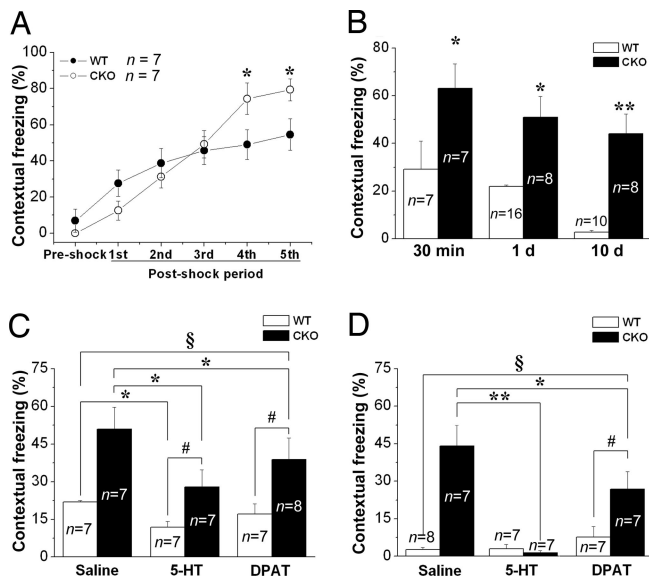 A
WT n = 7
CKO n = 7
Contextual freezing (%)
100
80
60
40
20
0
* *
Pre-shock 1st 2nd 3rd 4th 5th
Post-shock period
B
WT
CKO
Contextual freezing (%)
80
60
40
20
0
* * **
n=7 n=7 n=16 n=8 n=10 n=8
30 min 1 d 10 d
C
WT
CKO
Contextual freezing (%)
75
60
45
30
15
0
§
*
*
*
# #
n=7 n=7 n=7 n=7 n=7 n=8
Saline 5-HT DPAT
D
WT
CKO
Contextual freezing (%)
75
60
45
30
15
0
§
*
**
#
n=8 n=7 n=7 n=7 n=7 n=7
Saline 5-HT DPAT